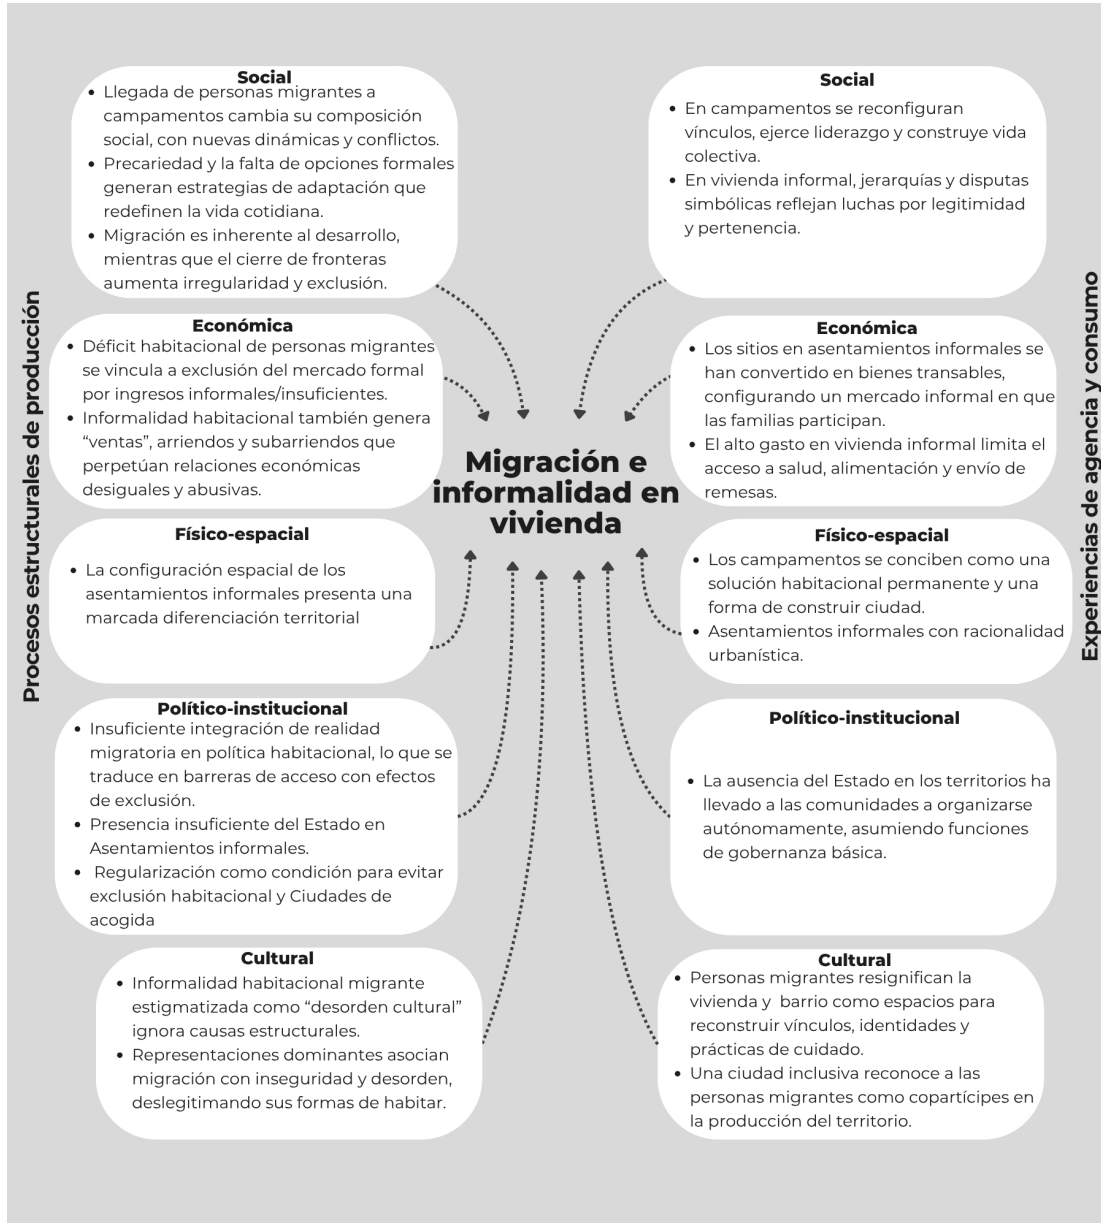 Procesos estructurales de producción
Social
• Llegada de personas migrantes a
campamentos cambia su composición
social, con nuevas dinámicas y conflictos.
• Precariedad y la falta de opciones formales
generan estrategias de adaptación que
redefinen la vida cotidiana.
• Migración es inherente al desarrollo,
mientras que el cierre de fronteras
aumenta irregularidad y exclusión.
Económica
• Déficit habitacional de personas migrantes
se vincula a exclusión del mercado formal
por ingresos informales/insuficientes.
• Informalidad habitacional también genera
“ventas”, arriendos y subarriendos que
perpetúan relaciones económicas
desiguales y abusivas.
Físico-espacial
• La configuración espacial de los
asentamientos informales presenta una
marcada diferenciación territorial
Político-institucional
• Insuficiente integración de realidad
migratoria en política habitacional, lo que se
traduce en barreras de acceso con efectos
de exclusión.
• Presencia insuficiente del Estado en
Asentamientos informales.
• Regularización como condición para evitar
exclusión habitacional y Ciudades de
acogida
Cultural
• Informalidad habitacional migrante
estigmatizada como “desorden cultural”
ignora causas estructurales.
• Representaciones dominantes asocian
migración con inseguridad y desorden,
deslegitimando sus formas de habitar.
Migración e
informalidad en
vivienda
Social
• En campamentos se reconfiguran
vínculos, ejerce liderazgo y construye vida
colectiva.
• En vivienda informal, jerarquías y disputas
simbólicas reflejan luchas por legitimidad
y pertenencia.
Económica
• Los sitios en asentamientos informales se
han convertido en bienes transables,
configurando un mercado informal en que
las familias participan.
• El alto gasto en vivienda informal limita el
acceso a salud, alimentación y envío de
remesas.
Físico-espacial
• Los campamentos se conciben como una
solución habitacional permanente y una
forma de construir ciudad.
• Asentamientos informales con racionalidad
urbanística.
Político-institucional
• La ausencia del Estado en los territorios ha
llevado a las comunidades a organizarse
autónomamente, asumiendo funciones
de gobernanza básica.
Cultural
• Personas migrantes resignifican la
vivienda y barrio como espacios para
reconstruir vínculos, identidades y
prácticas de cuidado.
• Una ciudad inclusiva reconoce a las
personas migrantes como copartícipes en
la producción del territorio.
Experiencias de agencia y consumo